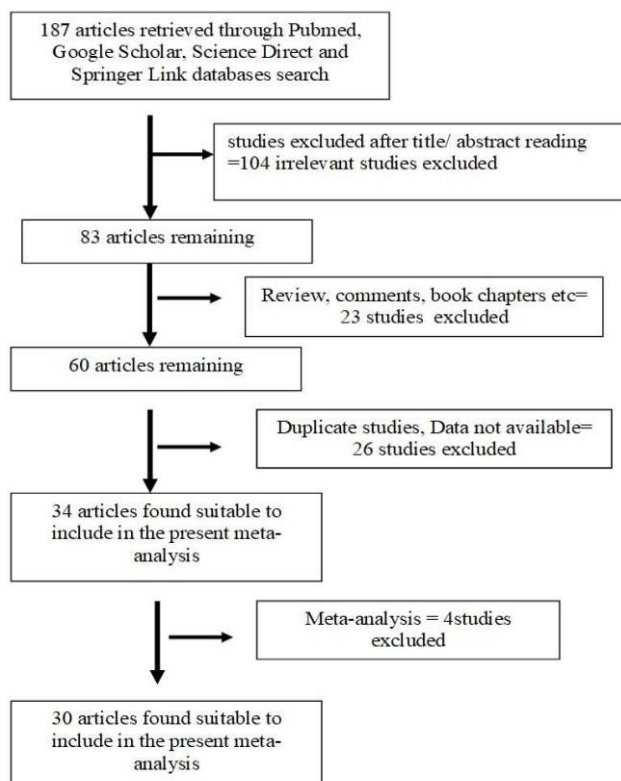 187 articles retrieved through Pubmed,
Google Scholar, Science Direct and
Springer Link databases search
studies excluded after title/ abstract reading
=104 irrelevant studies excluded
83 articles remaining
Review, comments, book chapters etc=
23 studies excluded
60 articles remaining
Duplicate studies, Data not available=
26 studies excluded
34 articles found suitable to
include in the present meta-
analysis
Meta-analysis = 4studies
excluded
30 articles found suitable to
include in the present meta-
analysis